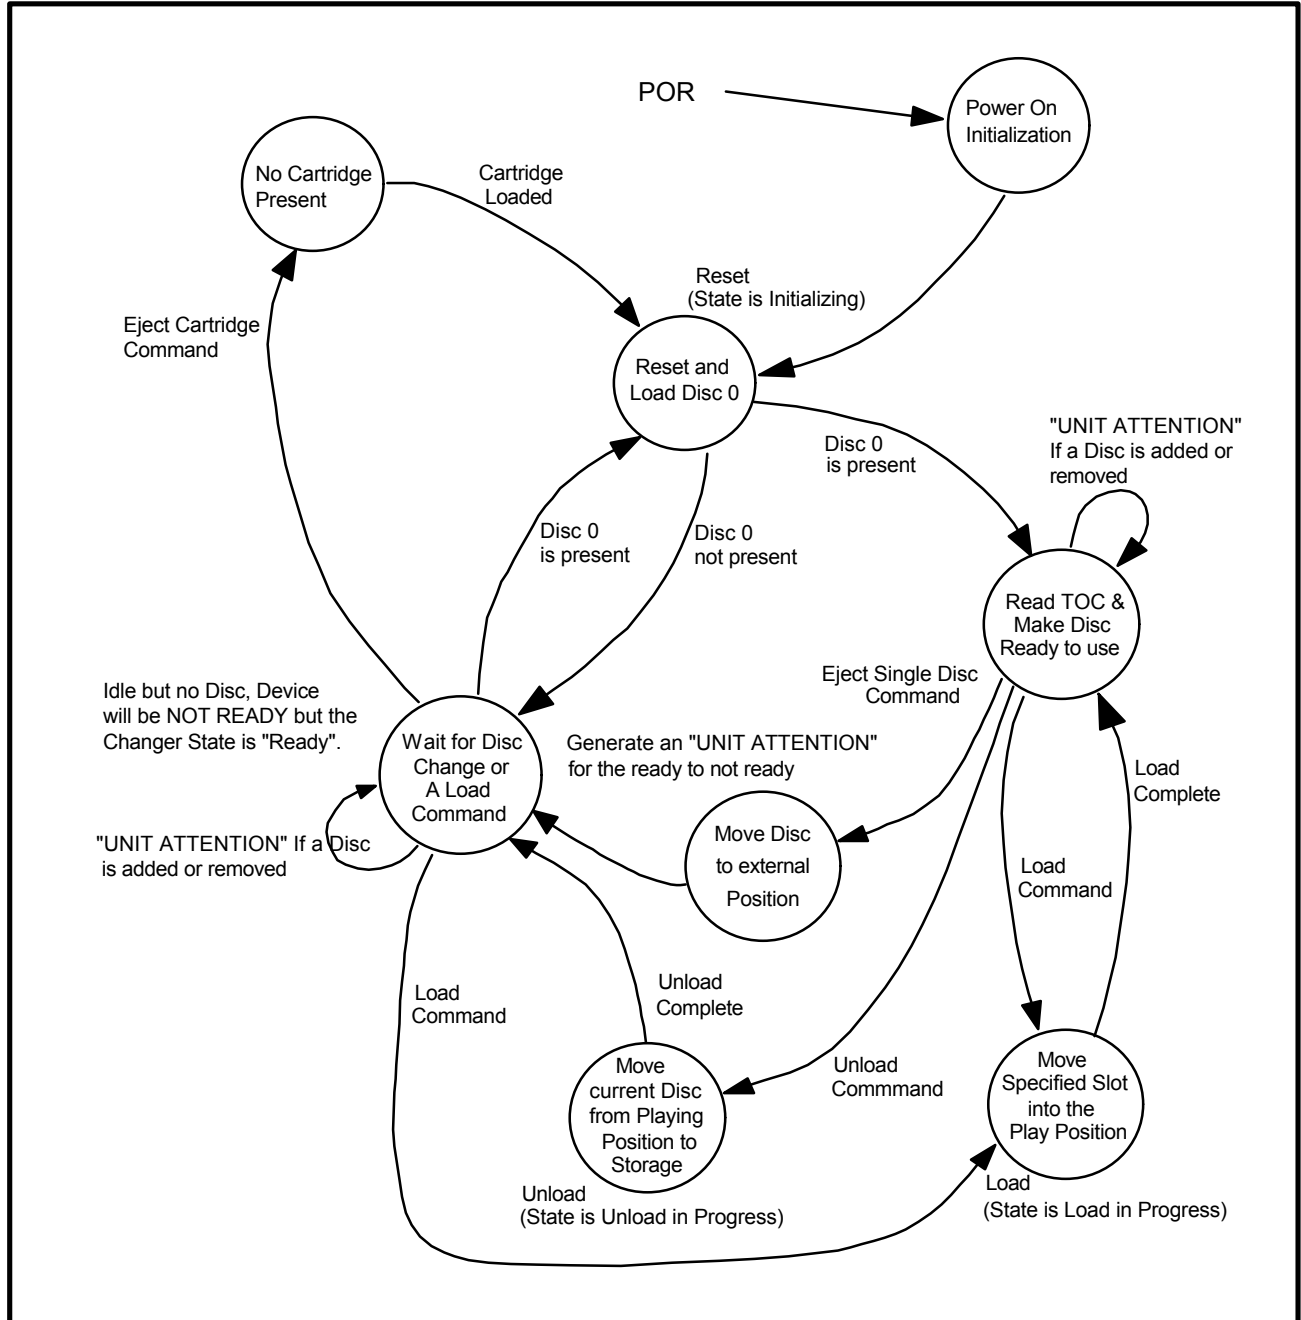 POR
Power On
Initialization
No Cartridge
Present
Cartridge
Loaded
Reset
(State is Initializing)
Eject Cartridge
Command
Reset and
Load Disc 0
"UNIT ATTENTION"
If a Disc is added or
removed
Disc 0
is present
Disc 0
is present
Disc 0
not present
Read TOC &
Make Disc
Ready to use
Eject Single Disc
Command
Idle but no Disc, Device
will be NOT READY but the
Changer State is "Ready".
Wait for Disc
Change or
A Load
Command
Generate an "UNIT ATTENTION"
for the ready to not ready
Load
Complete
"UNIT ATTENTION" If a Disc
is added or removed
Move Disc
to external
Position
Load
Command
Load
Command
Unload
Complete
Move
current Disc
from Playing
Position to
Storage
Unload
Commmand
Move
Specified Slot
into the
Play Position
Unload
(State is Unload in Progress)
Load
(State is Load in Progress)